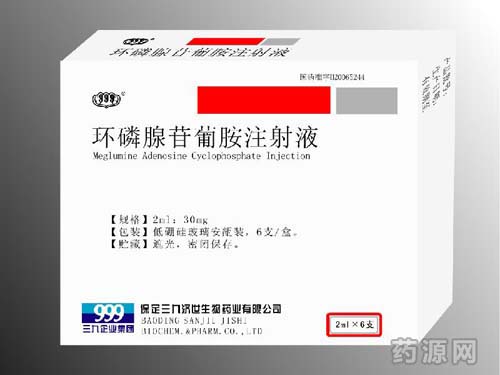 环磷腺苷葡胺注射液
999
国药准字H20065244
环磷腺苷葡胺注射液
Meglumine Adenosine Cyclophosphate Injection
【规格】2ml：30mg
【包装】低硼硅玻璃安瓿装，6支/盒。
【贮藏】遮光，密闭保存。
999
三九企业集团
保定三九济世生物药业有限公司
BAODING SANJIU JISHI
BIOCHEM.&PHARM.CO.,LTD
2ml×6支
药源网